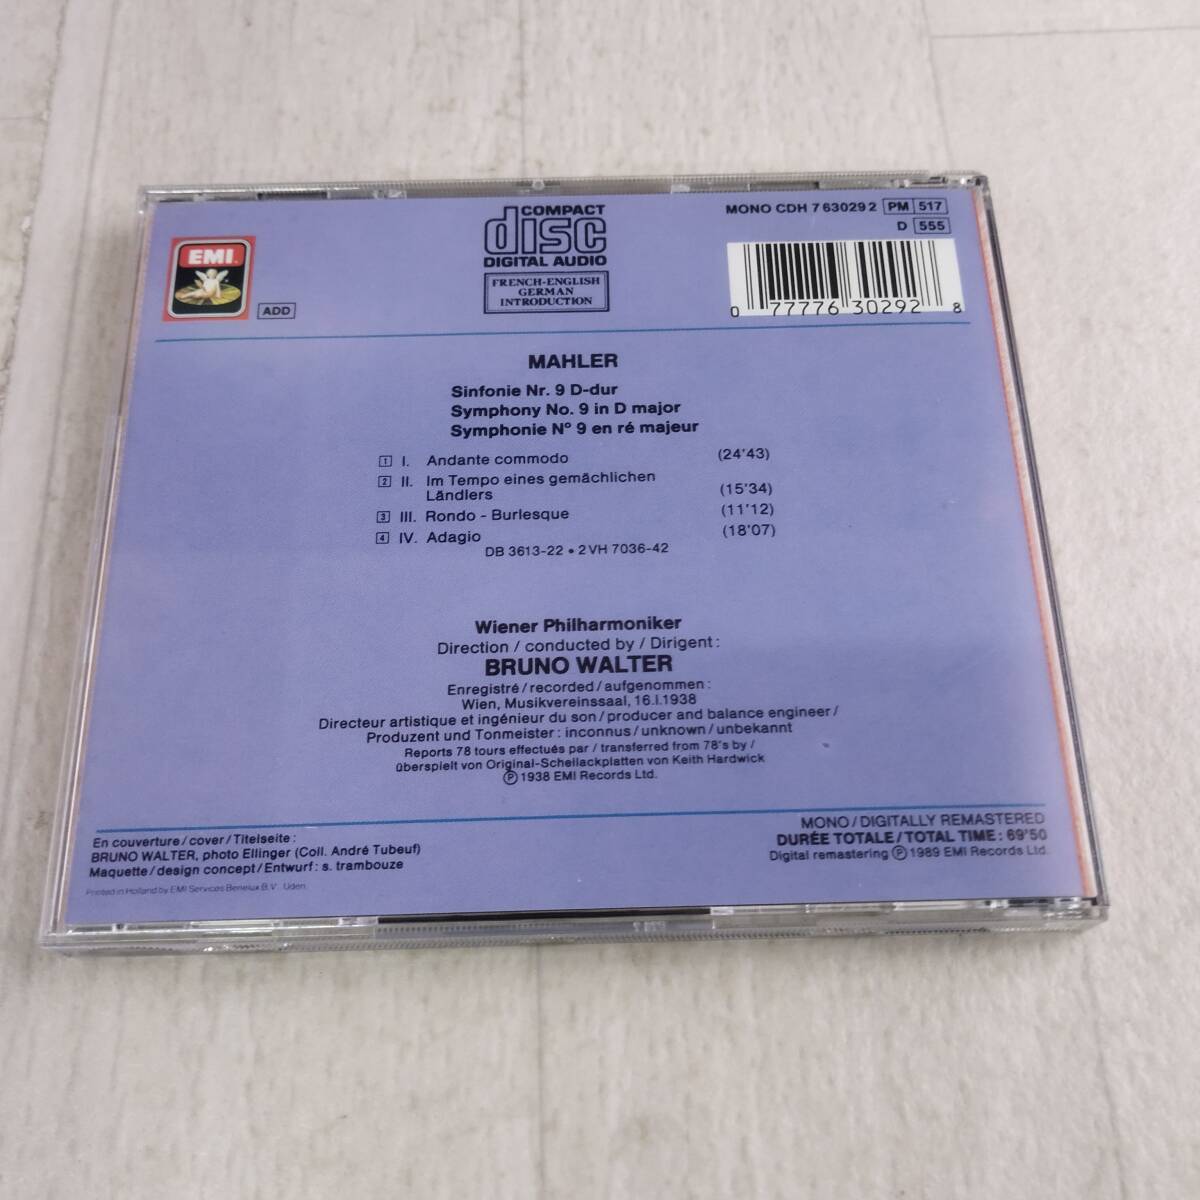 EMI
ADD
COMPACT
disc
DIGITAL AUDIO
FRENCH-ENGLISH
GERMAN
INTRODUCTION
MONO CDH 7 63029 2 PM 517
D 555
0 77776 30292 8
MAHLER
Sinfonie Nr. 9 D-dur
Symphony No. 9 in D major
Symphonie N° 9 en ré majeur
1 I. Andante commodo (24'43)
2 II. Im Tempo eines gemächlichen
Ländlers (15'34)
3 III. Rondo - Burlesque (11'12)
4 IV. Adagio (18'07)
DB 3613-22 • 2VH 7036-42
Wiener Philharmoniker
Direction / conducted by / Dirigent :
BRUNO WALTER
Enregistré / recorded / aufgenommen :
Wien, Musikvereinssaal, 16.I.1938
Directeur artistique et ingénieur du son / producer and balance engineer /
Produzent und Tonmeister : inconnus / unknown / unbekannt
Reports 78 tours effectués par / transferred from 78's by /
überspielt von Original-Schellackplatten von Keith Hardwick
℗ 1938 EMI Records Ltd.
En couverture / cover / Titelseite :
BRUNO WALTER, photo Ellinger (Coll. André Tubeuf)
Maquette / design concept / Entwurf : s. trambouze
Printed in Holland by EMI Services Benelux B.V. Uden.
MONO / DIGITALLY REMASTERED
DURÉE TOTALE / TOTAL TIME : 69'50
Digital remastering ℗ 1989 EMI Records Ltd.